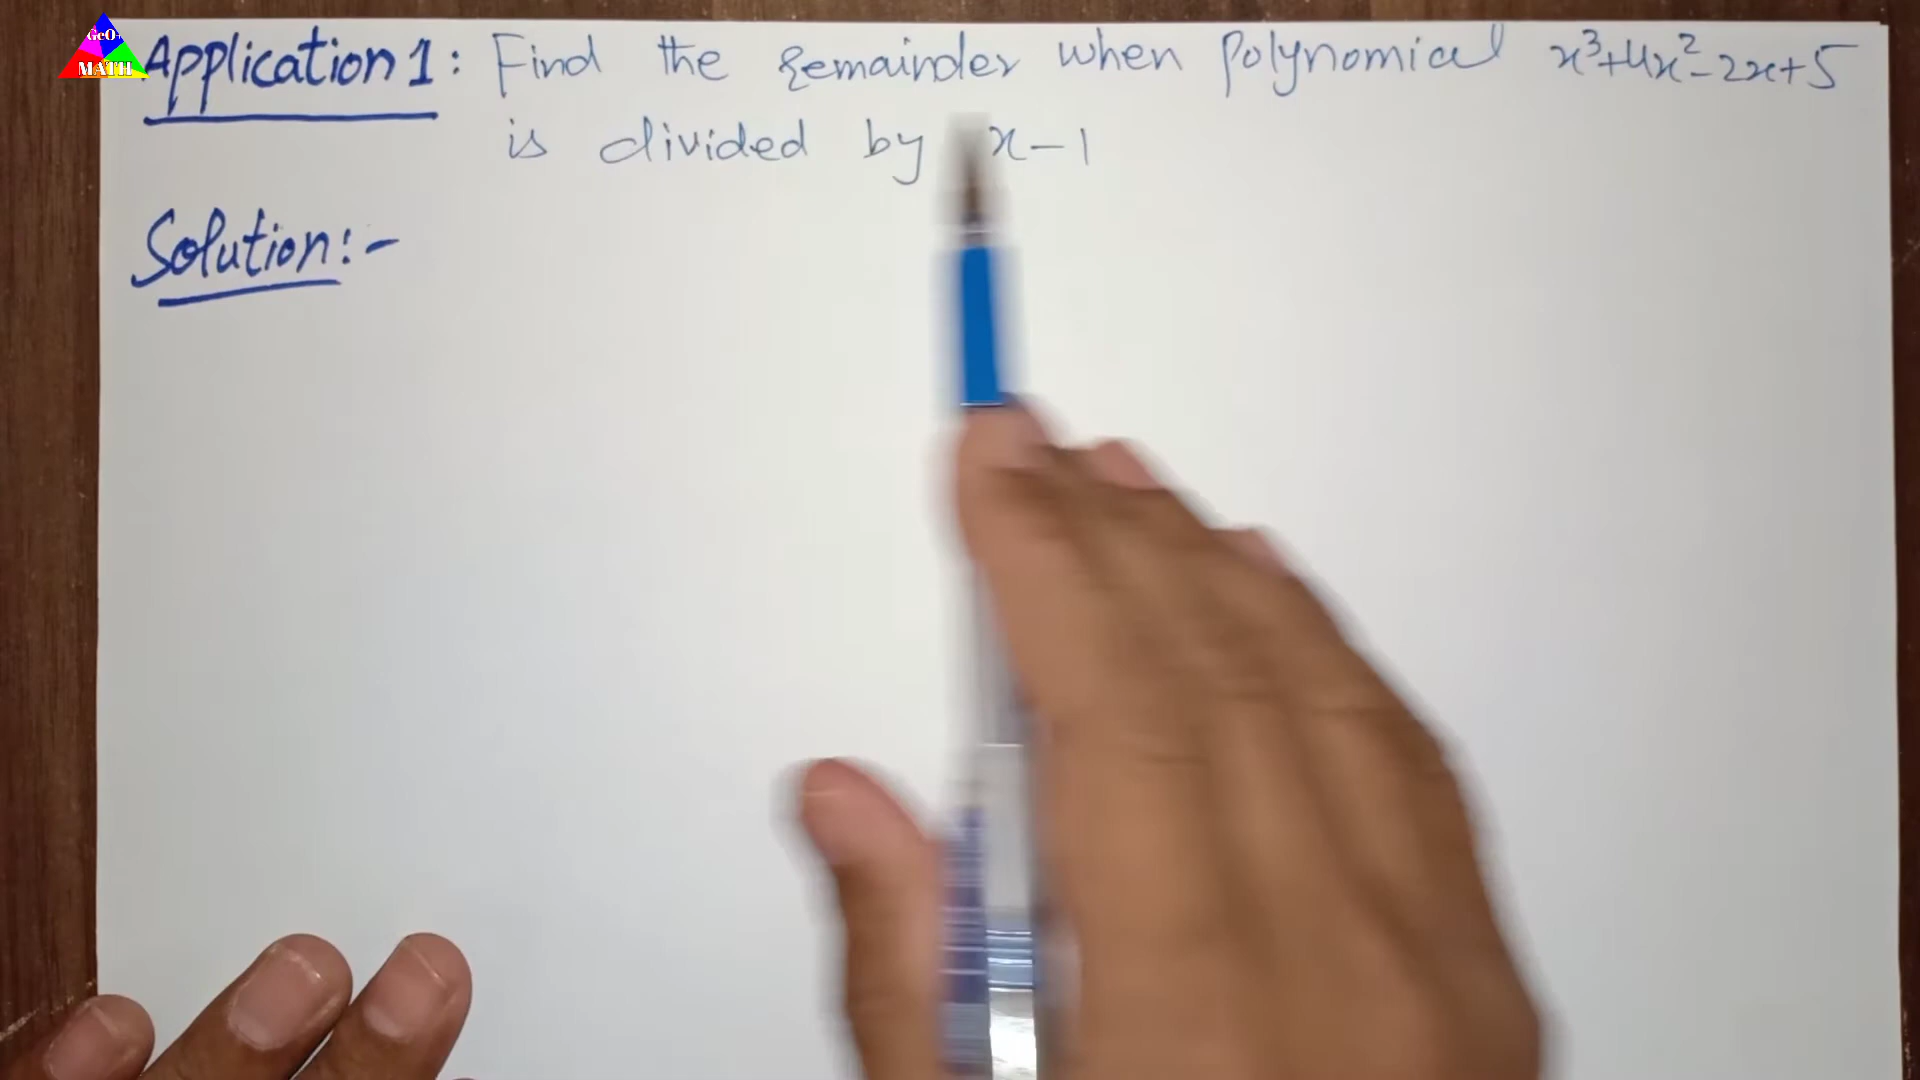 GeO+
MATH
Application 1: Find the remainder when polynomial x³+4x²-2x+5
is divided by x-1
Solution:-